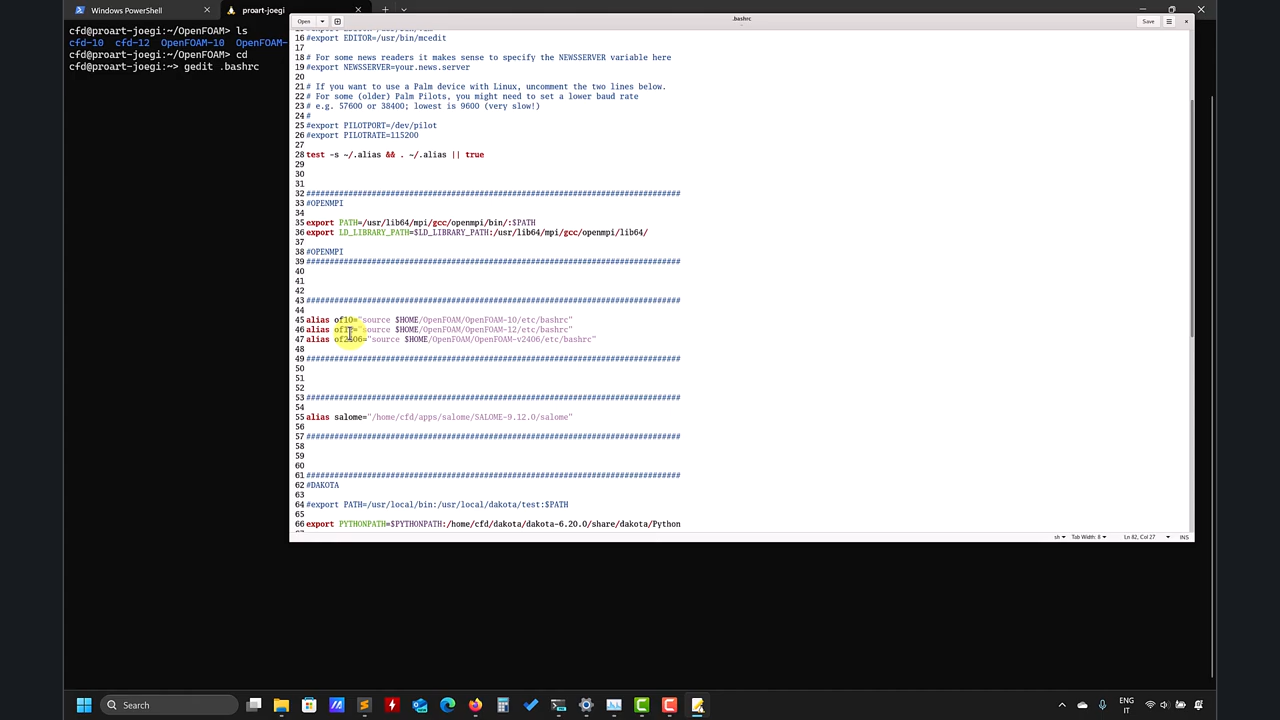 Windows PowerShell
proart-joegi
cfd@proart-joegi:~/OpenFOAM> ls
cfd-10 cfd-12 OpenFOAM-10 OpenFOAM-
cfd@proart-joegi:~/OpenFOAM> cd
cfd@proart-joegi:~> gedit .bashrc
Open
.bashrc
Save
16 #export EDITOR=/usr/bin/mcedit
17
18 # For some news readers it makes sense to specify the NEWSSERVER variable here
19 #export NEWSSERVER=your.news.server
20
21 # If you want to use a Palm device with Linux, uncomment the two lines below.
22 # For some (older) Palm Pilots, you might need to set a lower baud rate
23 # e.g. 57600 or 38400; lowest is 9600 (very slow!)
24 #
25 #export PILOTPORT=/dev/pilot
26 #export PILOTRATE=115200
27
28 test -s ~/.alias && . ~/.alias || true
29
30
31
32 ################################################################################
33 #OPENMPI
34
35 export PATH=/usr/lib64/mpi/gcc/openmpi/bin/:$PATH
36 export LD_LIBRARY_PATH=$LD_LIBRARY_PATH:/usr/lib64/mpi/gcc/openmpi/lib64/
37
38 #OPENMPI
39 ################################################################################
40
41
42
43 ################################################################################
44
45 alias of10="source $HOME/OpenFOAM/OpenFOAM-10/etc/bashrc"
46 alias of12="source $HOME/OpenFOAM/OpenFOAM-12/etc/bashrc"
47 alias of2406="source $HOME/OpenFOAM/OpenFOAM-v2406/etc/bashrc"
48
49 ################################################################################
50
51
52
53 ################################################################################
54
55 alias salome="/home/cfd/apps/salome/SALOME-9.12.0/salome"
56
57 ################################################################################
58
59
60
61 ################################################################################
62 #DAKOTA
63
64 #export PATH=/usr/local/bin:/usr/local/dakota/test:$PATH
65
66 export PYTHONPATH=$PYTHONPATH:/home/cfd/dakota/dakota-6.20.0/share/dakota/Python
sh Tab Width: 8 Ln 82, Col 27 INS
Search
ENG
IT